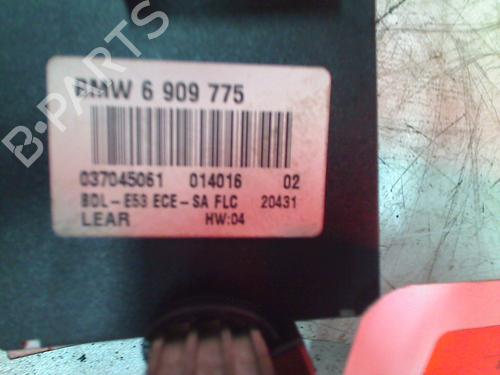 B-PARTS
BMW 6 909 775
037045061 014016 02
BDL-E53 ECE-SA FLC 20431
LEAR HW:04